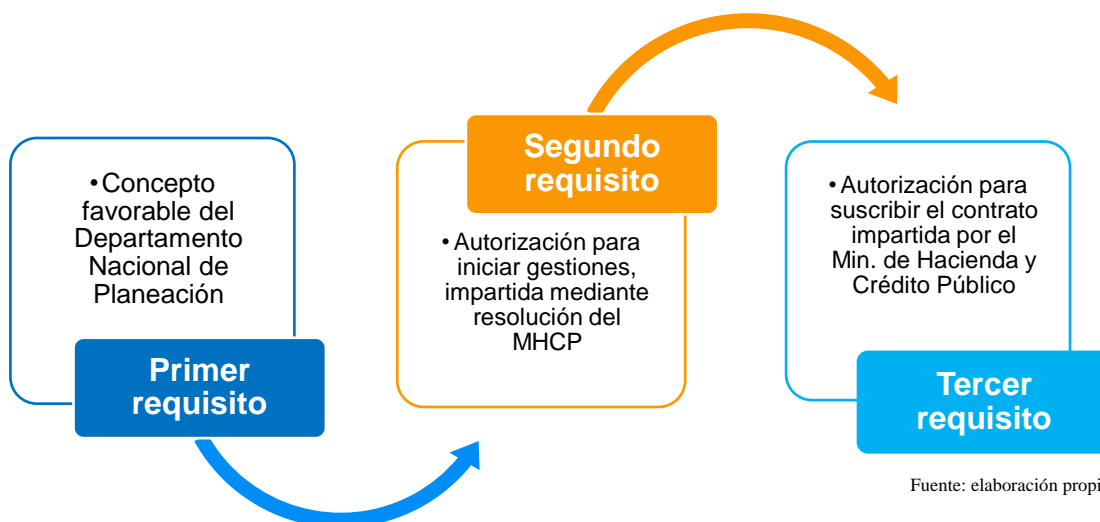 •Concepto
favorable del
Departamento
Nacional de
Planeación
Primer
requisito
Segundo
requisito
•Autorización para
iniciar gestiones,
impartida mediante
resolución del
MHCP
•Autorización para
suscribir el contrato
impartida por el
Min. de Hacienda y
Crédito Público
Tercer
requisito
Fuente: elaboración propi